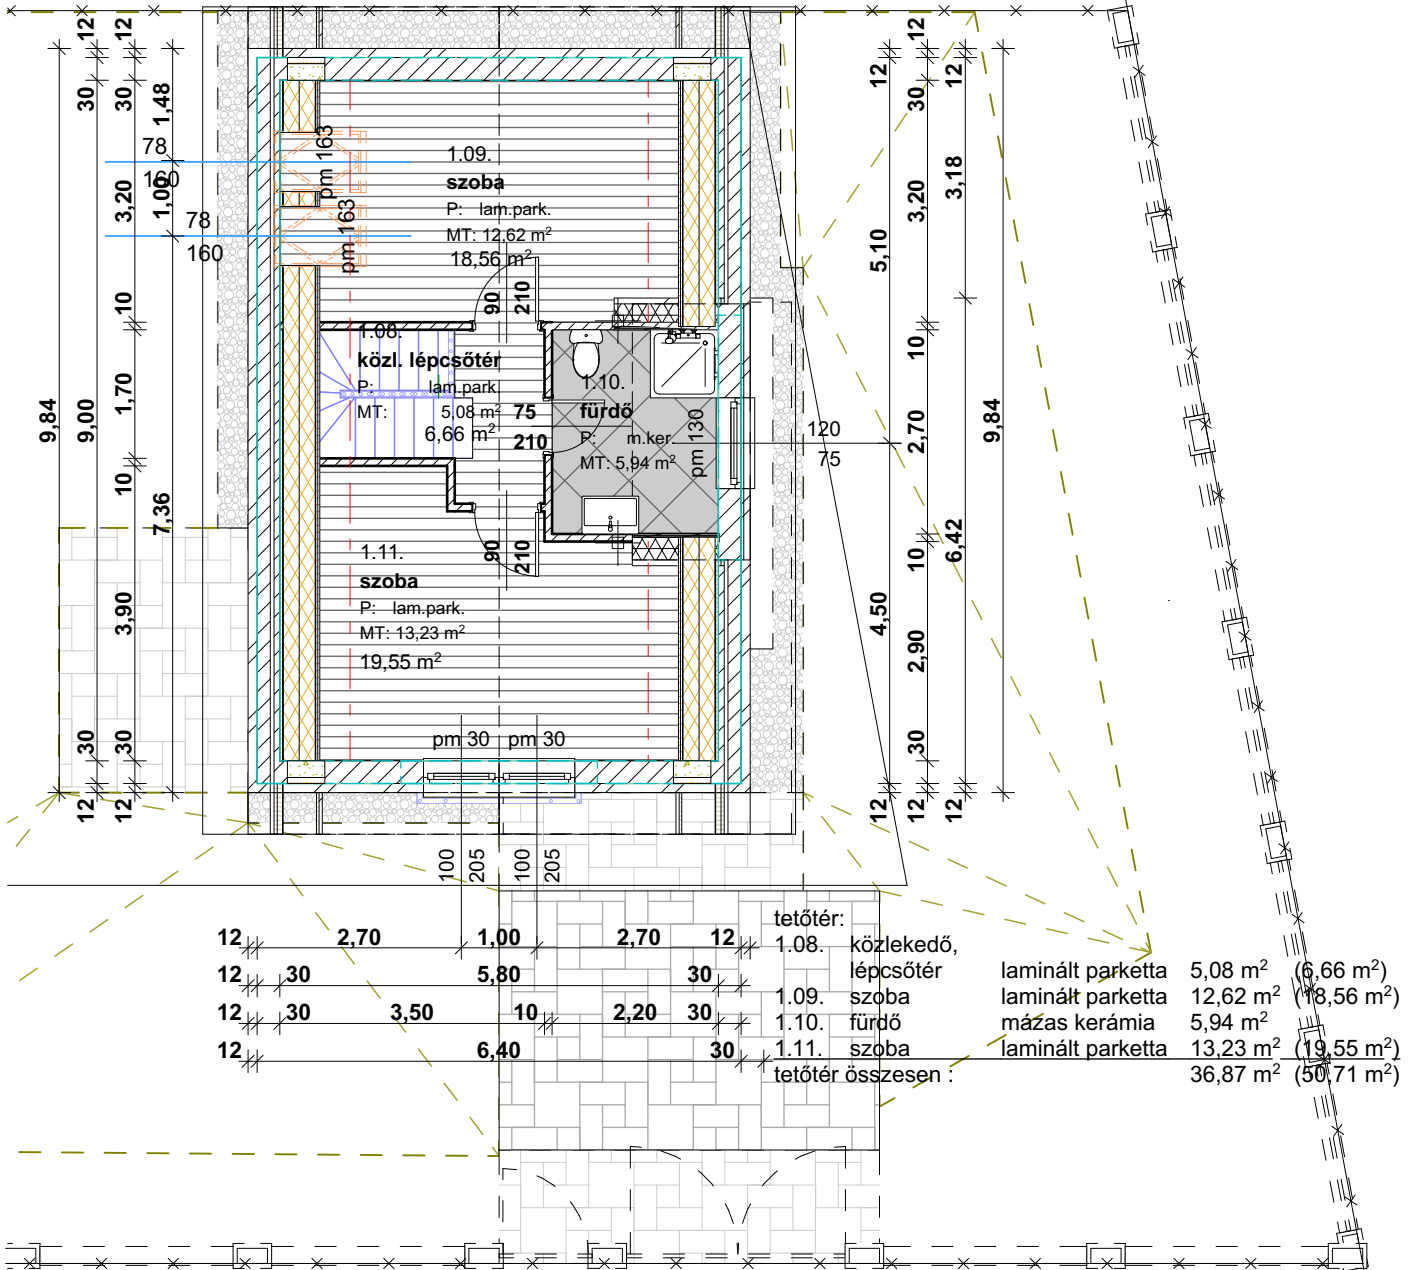 12 12
30 30
1,48
78
160
3,20
1,00
78
160
10
1,70
9,84
9,00
10
7,36
3,90
30 30
12 12
pm 163
pm 163
1.09.
szoba
P: lam.park.
MT: 12,62 m²
18,56 m²
90
210
1.08.
közl. lépcsőtér
P: lam.park.
MT: 5,08 m²
6,66 m²
75
210
1.10.
fürdő
P: m.ker.
MT: 5,94 m²
pm 130
120
75
90
210
1.11.
szoba
P: lam.park.
MT: 13,23 m²
19,55 m²
pm 30 pm 30
100
205
100
205
12
12
12
30
3,18
3,20
5,10
10
2,70
9,84
10
6,42
4,50
2,90
30
12 12 12
12 2,70 1,00 2,70 12
12 30 5,80 30
12 30 3,50 10 2,20 30
12 6,40 30
tetőtér:
1.08. közlekedő,
lépcsőtér laminált parketta 5,08 m² (6,66 m²)
1.09. szoba laminált parketta 12,62 m² (18,56 m²)
1.10. fürdő mázas kerámia 5,94 m²
1.11. szoba laminált parketta 13,23 m² (19,55 m²)
tetőtér összesen : 36,87 m² (50,71 m²)